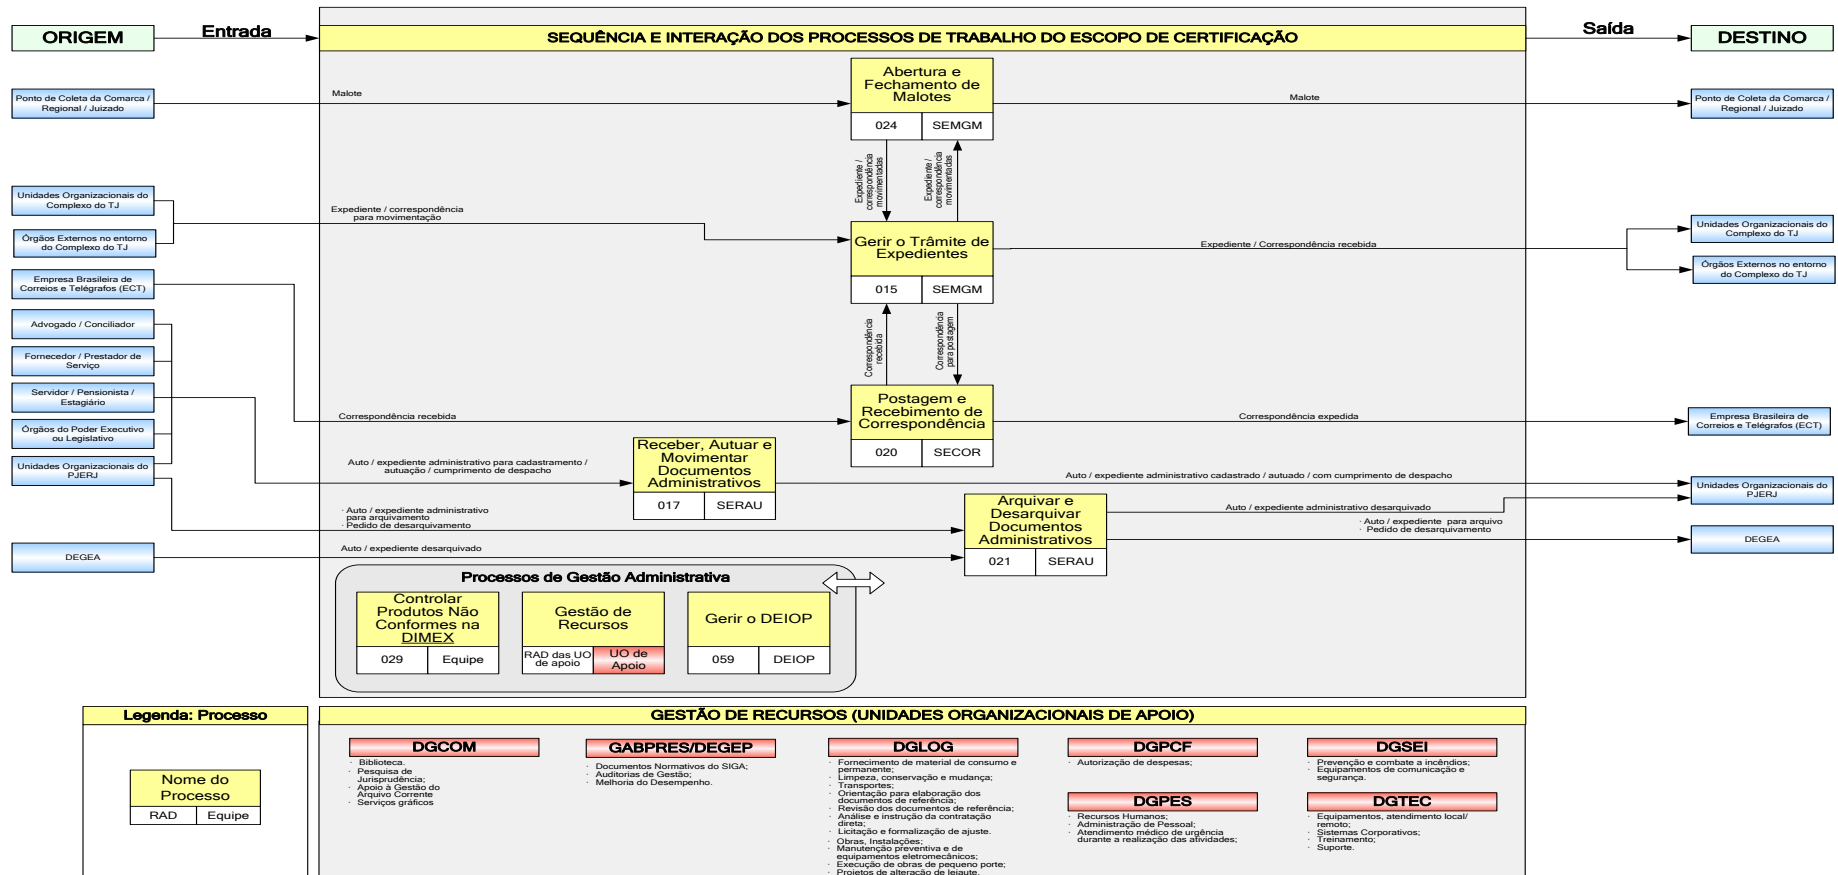 ORIGEM
Entrada
SEQUÊNCIA E INTERAÇÃO DOS PROCESSOS DE TRABALHO DO ESCOPO DE CERTIFICAÇÃO
Saída
DESTINO
Ponto de Coleta da Comarca /
Regional / Juizado
Malote
Abertura e
Fechamento de
Malotes
024
SEMGM
Malote
Ponto de Coleta da Comarca /
Regional / Juizado
Expediente /
correspondência
movimentadas
Expediente /
correspondência
movimentadas
Unidades Organizacionais do
Complexo do TJ
Órgãos Externos no entorno
do Complexo do TJ
Expediente / correspondência
para movimentação
Gerir o Trâmite de
Expedientes
015
SEMGM
Expediente / Correspondência recebida
Unidades Organizacionais do
Complexo do TJ
Órgãos Externos no entorno
do Complexo do TJ
Empresa Brasileira de
Correios e Telégrafos (ECT)
Advogado / Conciliador
Fornecedor / Prestador de
Serviço
Servidor / Pensionista /
Estagiário
Órgãos do Poder Executivo
ou Legislativo
Unidades Organizacionais do
PJERJ
Correspondência
recebida
Correspondência
para postagem
Correspondência recebida
Postagem e
Recebimento de
Correspondência
020
SECOR
Correspondência expedida
Empresa Brasileira de
Correios e Telégrafos (ECT)
Auto / expediente administrativo para cadastramento /
autuação / cumprimento de despacho
Receber, Autuar e
Movimentar
Documentos
Administrativos
017
SERAU
Auto / expediente administrativo cadastrado / autuado / com cumprimento de despacho
Unidades Organizacionais do
PJERJ
· Auto / expediente administrativo
para arquivamento
· Pedido de desarquivamento
Arquivar e
Desarquivar
Documentos
Administrativos
021
SERAU
Auto / expediente administrativo desarquivado
· Auto / expediente para arquivo
· Pedido de desarquivamento
DEGEA
Auto / expediente desarquivado
DEGEA
Processos de Gestão Administrativa
Controlar
Produtos Não
Conformes na
DIMEX
029
Equipe
Gestão de
Recursos
RAD das UO
de apoio
UO de
Apoio
Gerir o DEIOP
059
DEIOP
Legenda: Processo
Nome do
Processo
RAD
Equipe
GESTÃO DE RECURSOS (UNIDADES ORGANIZACIONAIS DE APOIO)
DGCOM
· Biblioteca.
· Pesquisa de
Jurisprudência;
· Apoio à Gestão do
Arquivo Corrente
· Serviços gráficos
GABPRES/DEGEP
· Documentos Normativos do SIGA;
· Auditorias de Gestão;
· Melhoria do Desempenho.
DGLOG
· Fornecimento de material de consumo e
permanente;
· Limpeza, conservação e mudança;
· Transportes;
· Orientação para elaboração dos
documentos de referência;
· Revisão dos documentos de referência;
· Análise e instrução da contratação
direta;
· Licitação e formalização de ajuste.
· Obras, Instalações;
· Manutenção preventiva e de
equipamentos eletromecânicos;
· Execução de obras de pequeno porte;
· Projetos de alteração de leiaute.
DGPCF
· Autorização de despesas;
DGPES
· Recursos Humanos;
· Administração de Pessoal;
· Atendimento médico de urgência
durante a realização das atividades;
DGSEI
· Prevenção e combate a incêndios;
· Equipamentos de comunicação e
segurança.
DGTEC
· Equipamentos, atendimento local/
remoto;
· Sistemas Corporativos;
· Treinamento;
· Suporte.